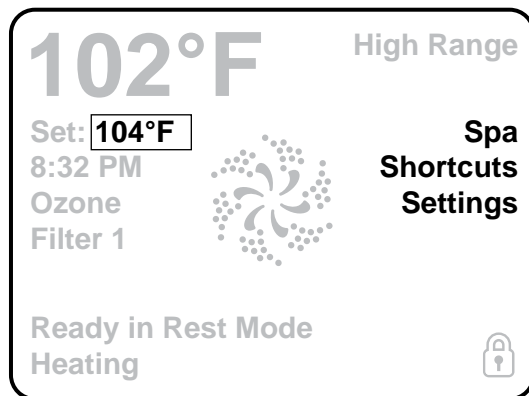 102°F
High Range
Set: 104°F
8:32 PM
Ozone
Filter 1
Spa
Shortcuts
Settings
Ready in Rest Mode
Heating